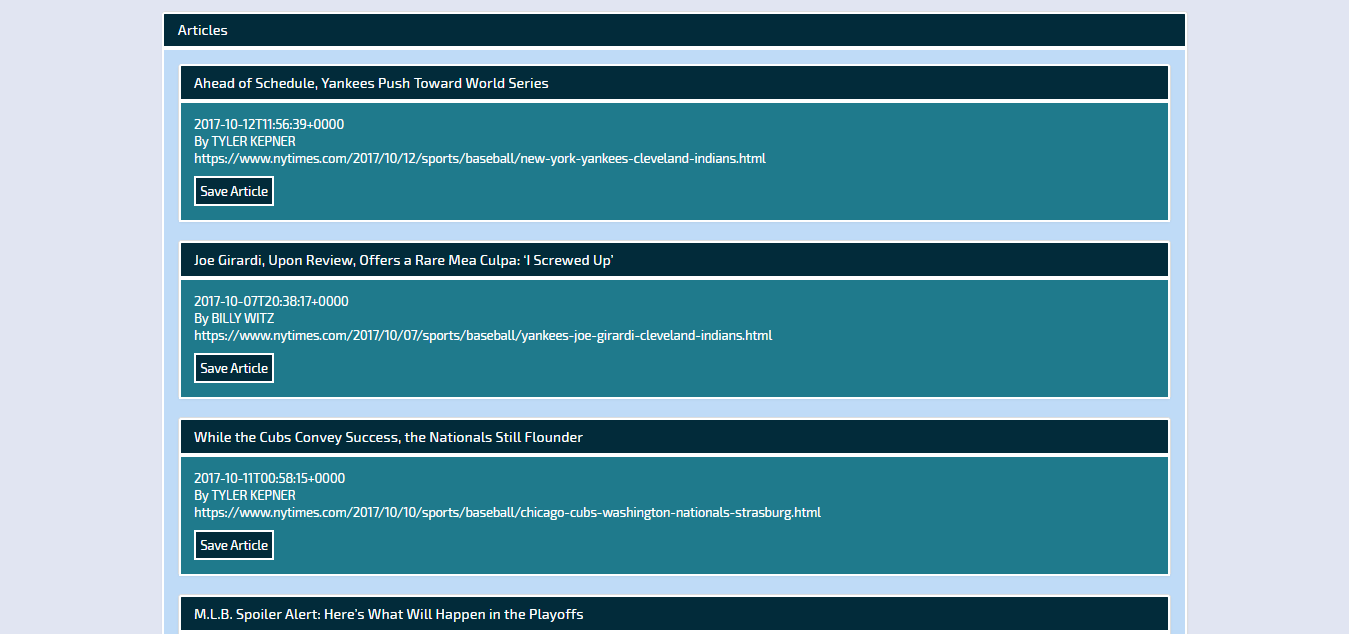 Articles
Ahead of Schedule, Yankees Push Toward World Series
2017-10-12T11:56:39+0000
By TYLER KEPNER
https://www.nytimes.com/2017/10/12/sports/baseball/new-york-yankees-cleveland-indians.html
Save Article
Joe Girardi, Upon Review, Offers a Rare Mea Culpa: ‘I Screwed Up’
2017-10-07T20:38:17+0000
By BILLY WITZ
https://www.nytimes.com/2017/10/07/sports/baseball/yankees-joe-girardi-cleveland-indians.html
Save Article
While the Cubs Convey Success, the Nationals Still Flounder
2017-10-11T00:58:15+0000
By TYLER KEPNER
https://www.nytimes.com/2017/10/10/sports/baseball/chicago-cubs-washington-nationals-strasburg.html
Save Article
M.L.B. Spoiler Alert: Here’s What Will Happen in the Playoffs